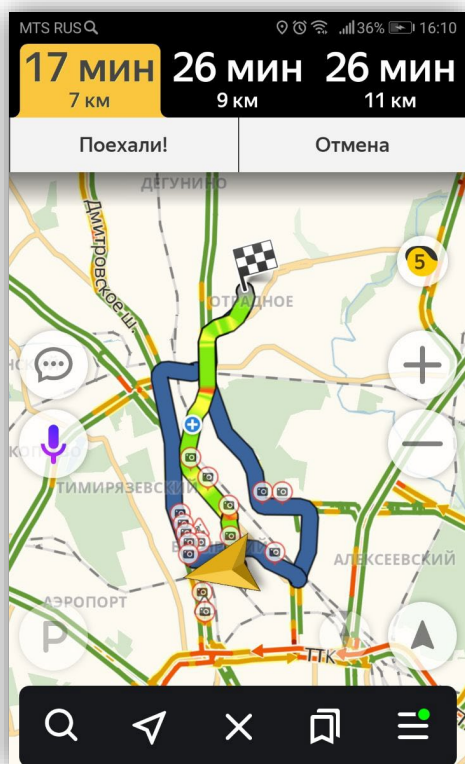 MTS RUS 36% 16:10
17 мин 26 мин 26 мин
7 км 9 км 11 км
Поехали! Отмена
ДЕГУНИНО
Дмитровское ш.
5
ОТРАДНОЕ
ТИМИРЯЗЕВСКИЙ
АЛЕКСЕЕВСКИЙ
АЭРОПОРТ
P
ТТК